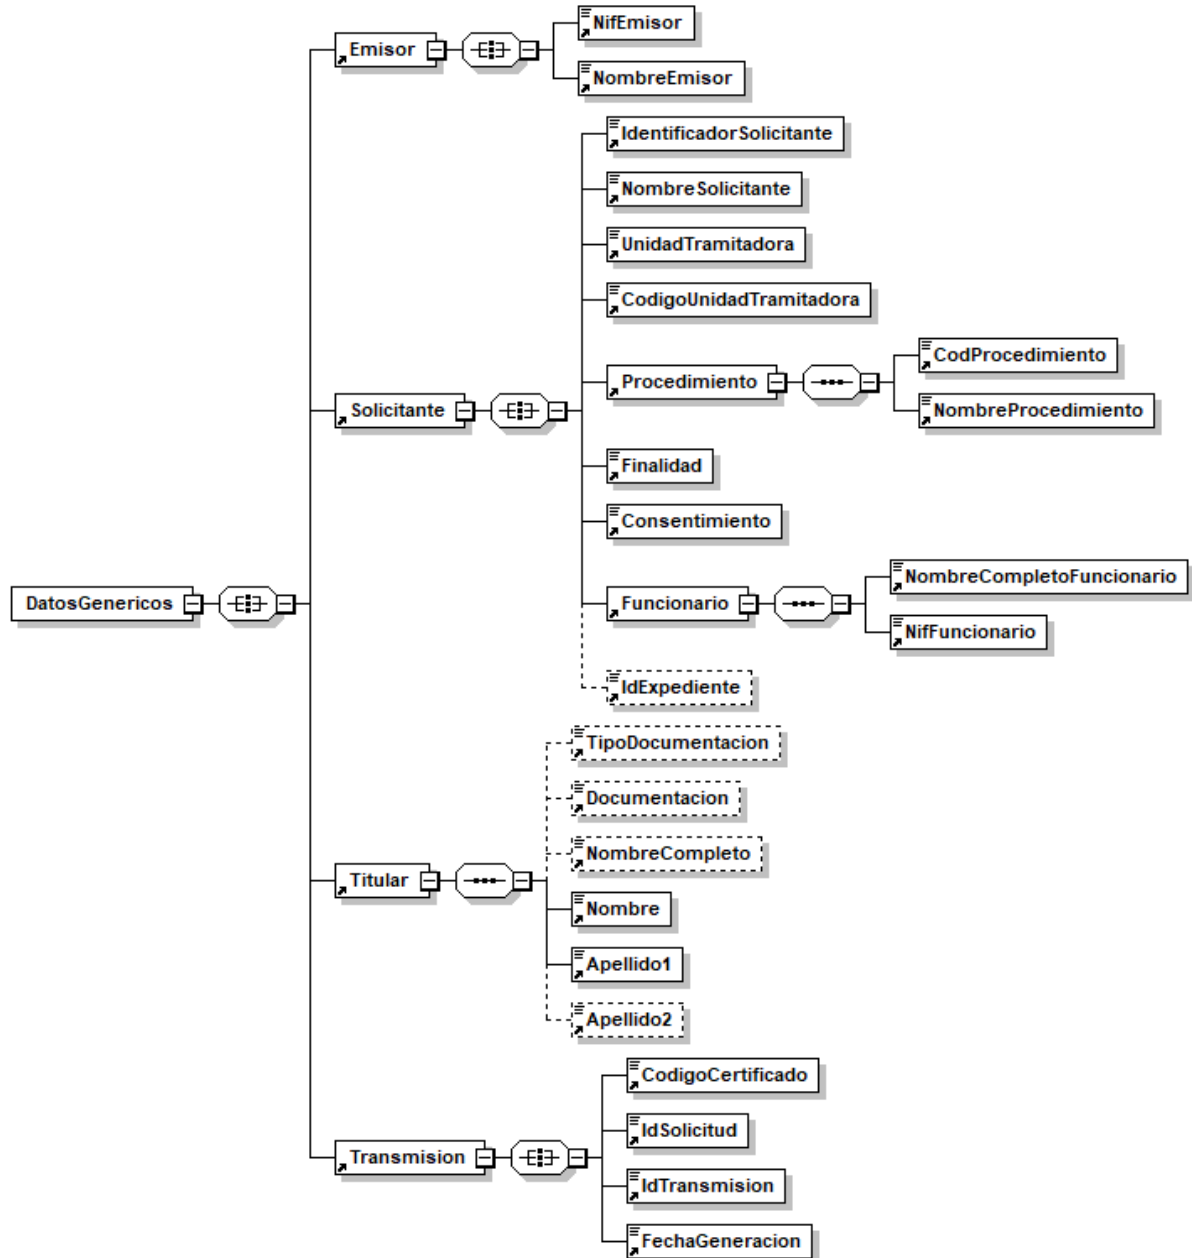 NifEmisor
Emisor
NombreEmisor
IdentificadorSolicitante
NombreSolicitante
UnidadTramitadora
CodigoUnidadTramitadora
CodProcedimiento
Procedimiento
NombreProcedimiento
Solicitante
Finalidad
Consentimiento
NombreCompletoFuncionario
DatosGenericos
Funcionario
NifFuncionario
IdExpediente
TipoDocumentacion
Documentacion
NombreCompleto
Titular
Nombre
Apellido1
Apellido2
CodigoCertificado
IdSolicitud
Transmision
IdTransmision
FechaGeneracion